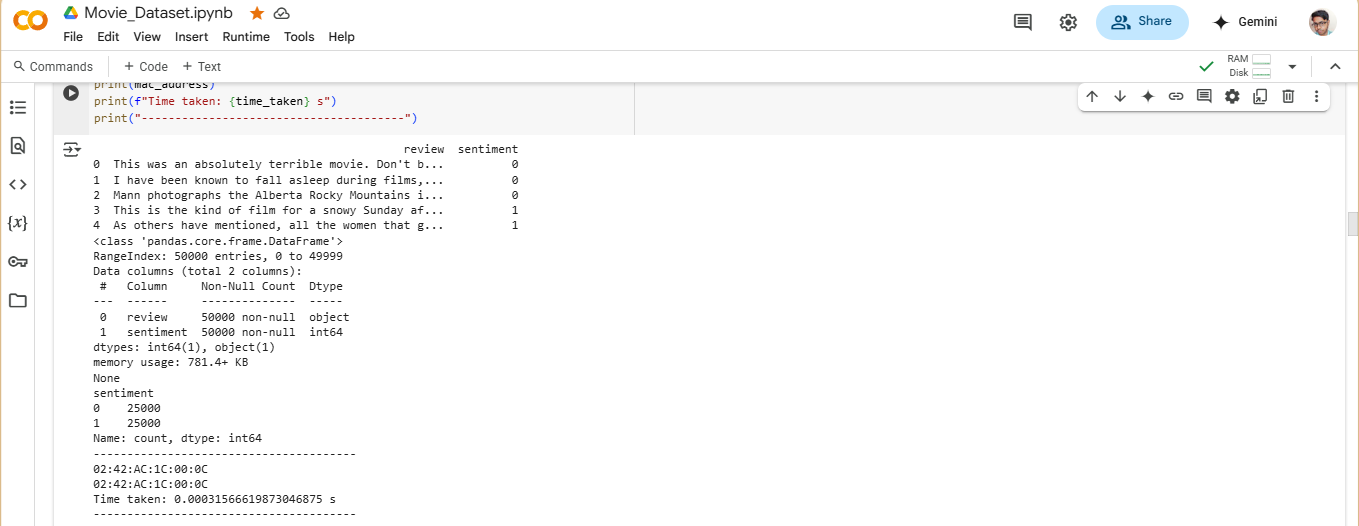 CO Movie_Dataset.ipynb
File Edit View Insert Runtime Tools Help
Share
Gemini
Commands + Code + Text
RAM
Disk
print(mac_address)
print(f"Time taken: {time_taken} s")
print("---------------------------------------")
review sentiment
0 This was an absolutely terrible movie. Don't b... 0
1 I have been known to fall asleep during films,... 0
2 Mann photographs the Alberta Rocky Mountains i... 0
3 This is the kind of film for a snowy Sunday af... 1
4 As others have mentioned, all the women that g... 1
<class 'pandas.core.frame.DataFrame'>
RangeIndex: 50000 entries, 0 to 49999
Data columns (total 2 columns):
# Column Non-Null Count Dtype
--- ------ -------------- -----
0 review 50000 non-null object
1 sentiment 50000 non-null int64
dtypes: int64(1), object(1)
memory usage: 781.4+ KB
None
sentiment
0 25000
1 25000
Name: count, dtype: int64
---------------------------------------
02:42:AC:1C:00:0C
02:42:AC:1C:00:0C
Time taken: 0.00031566619873046875 s
---------------------------------------